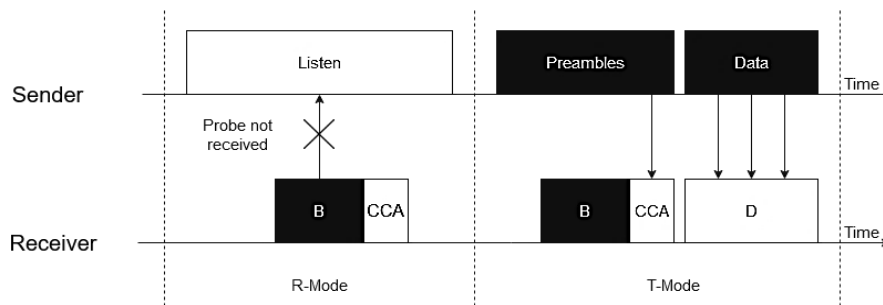 Listen
Preambles
Data
Sender
Time
Probe not
received
B
CCA
B
CCA
D
Receiver
Time
R-Mode
T-Mode